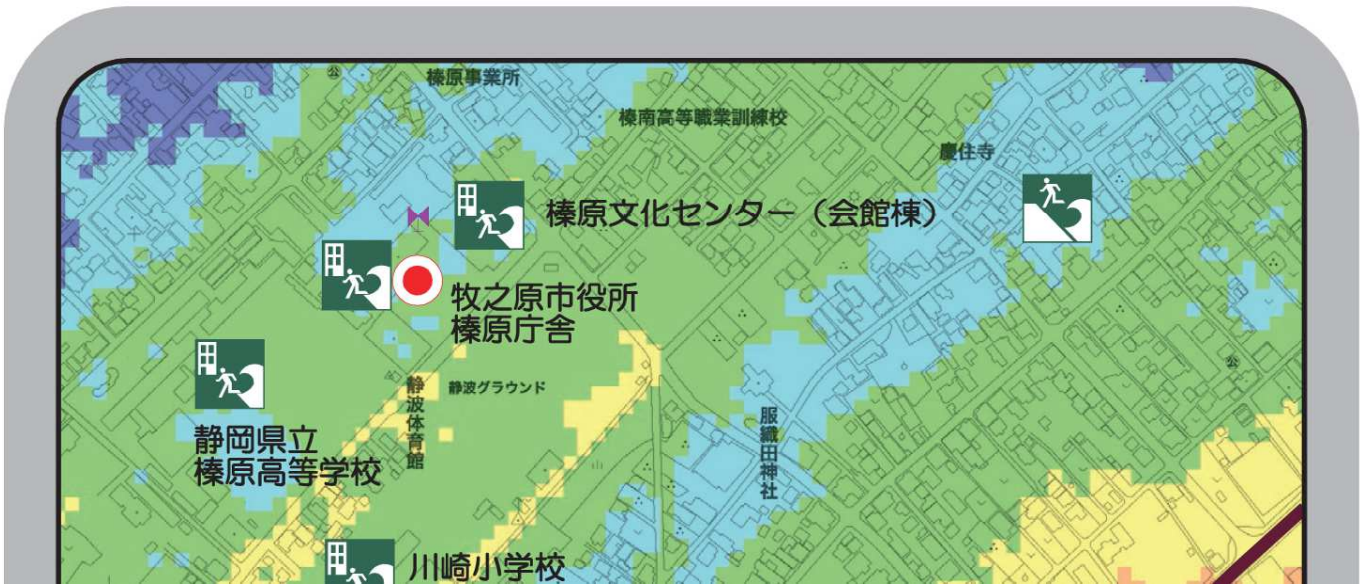 公
榛原事業所
榛南高等職業訓練校
慶住寺
榛原文化センター（会館棟）
牧之原市役所
榛原庁舎
静波グラウンド
静波体育館
公
服織田神社
静岡県立
榛原高等学校
川崎小学校